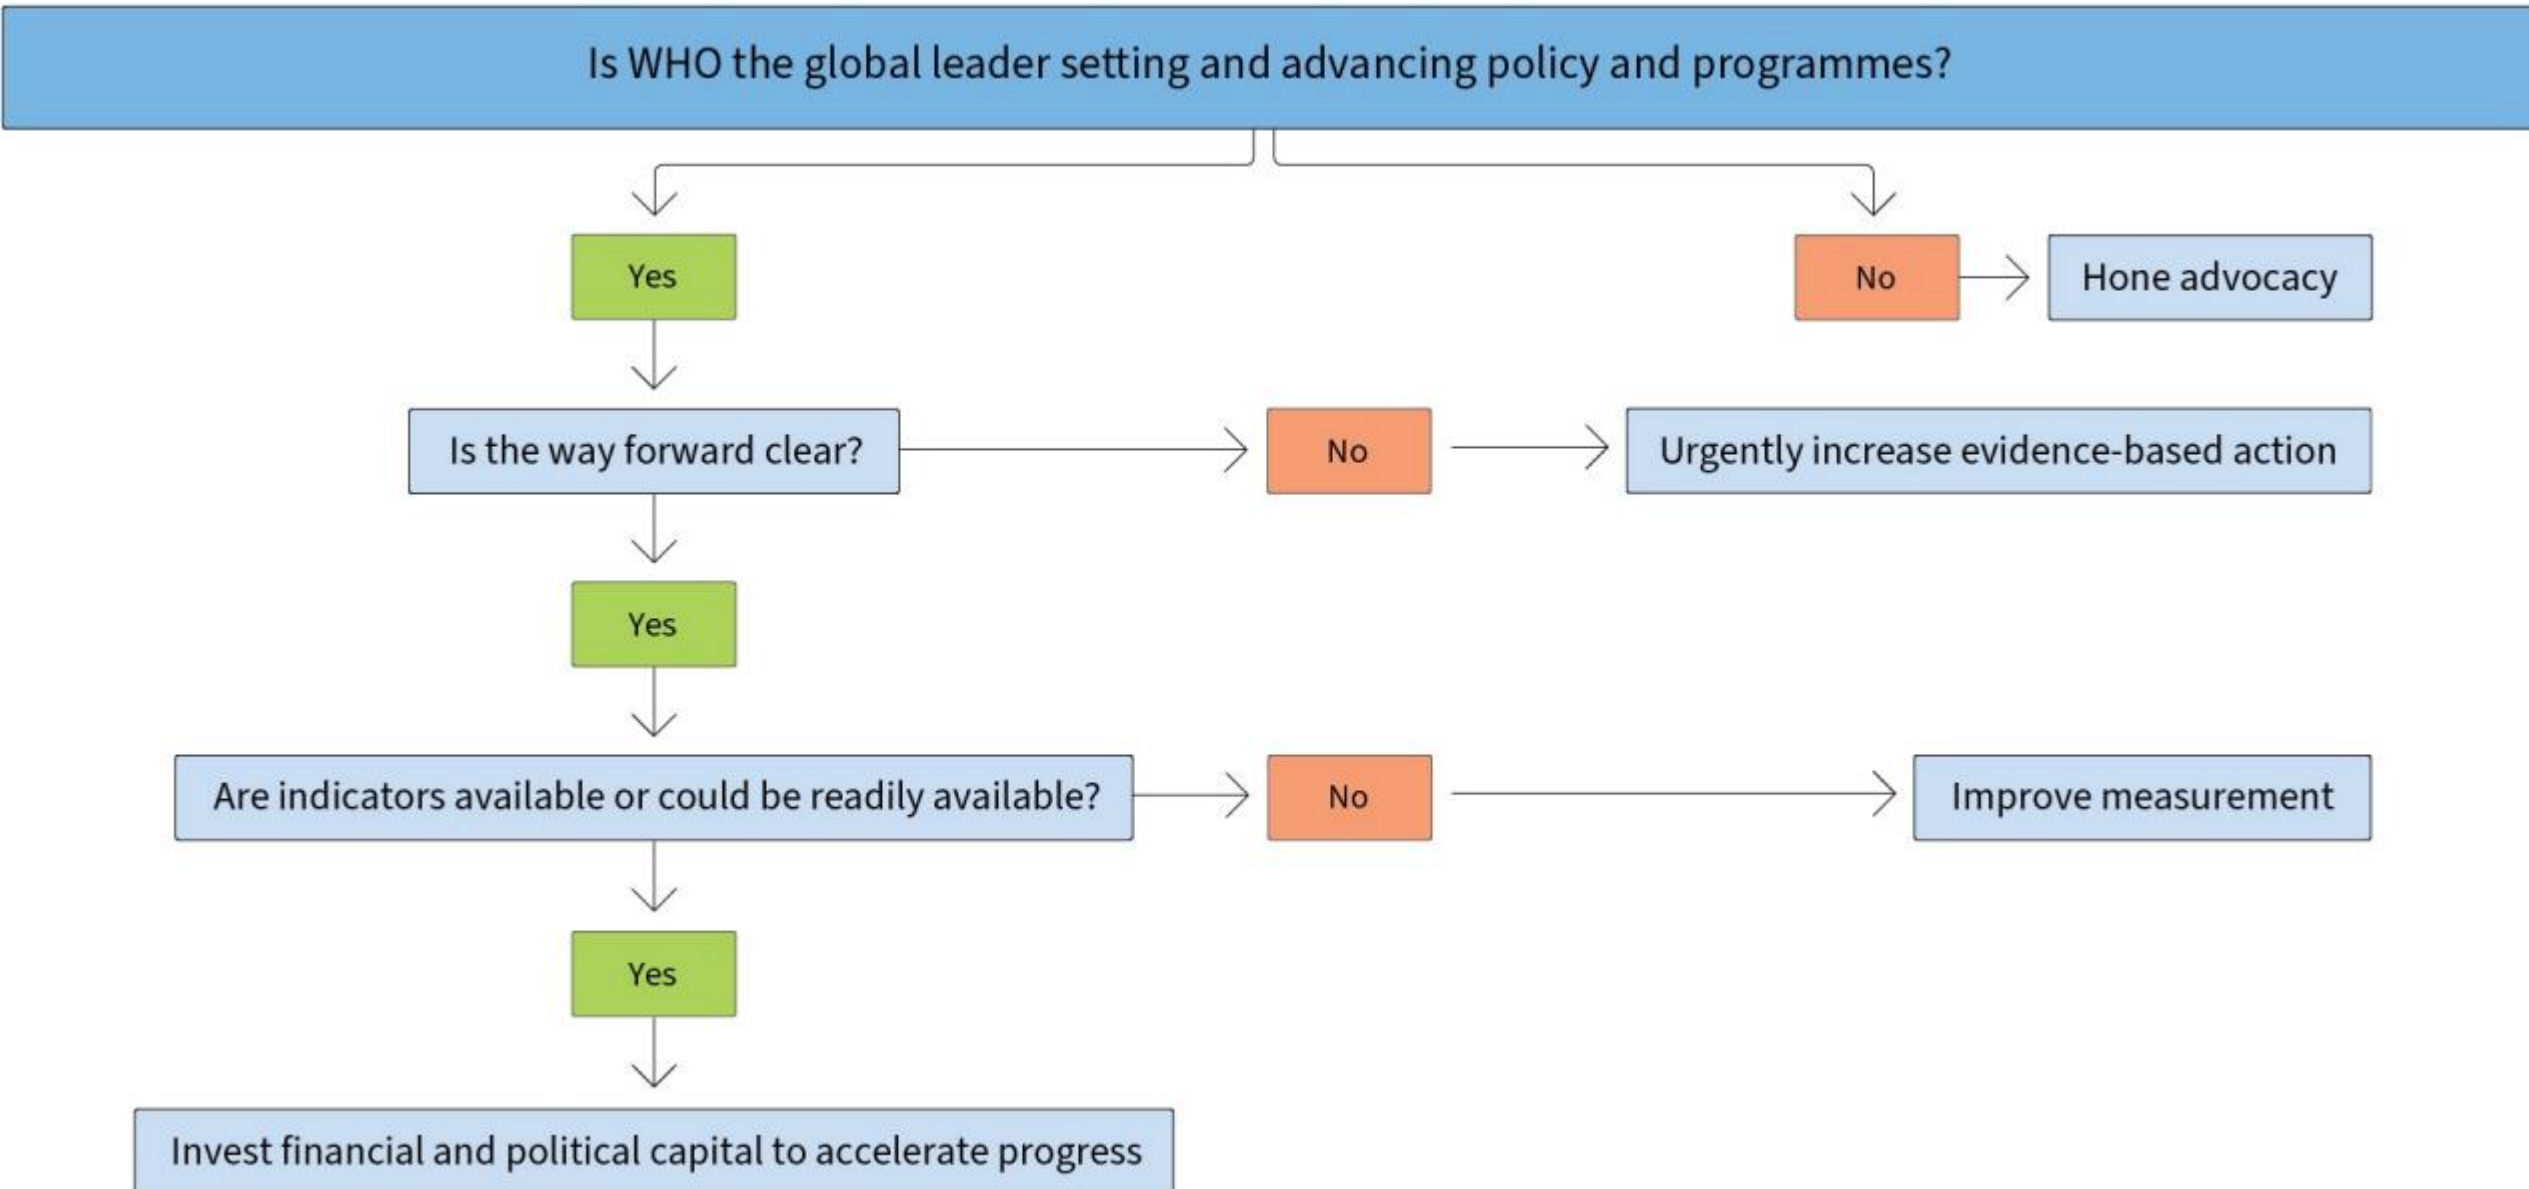 Is WHO the global leader setting and advancing policy and programmes?
Yes
No
Hone advocacy
Is the way forward clear?
No
Urgently increase evidence-based action
Yes
Are indicators available or could be readily available?
No
Improve measurement
Yes
Invest financial and political capital to accelerate progress